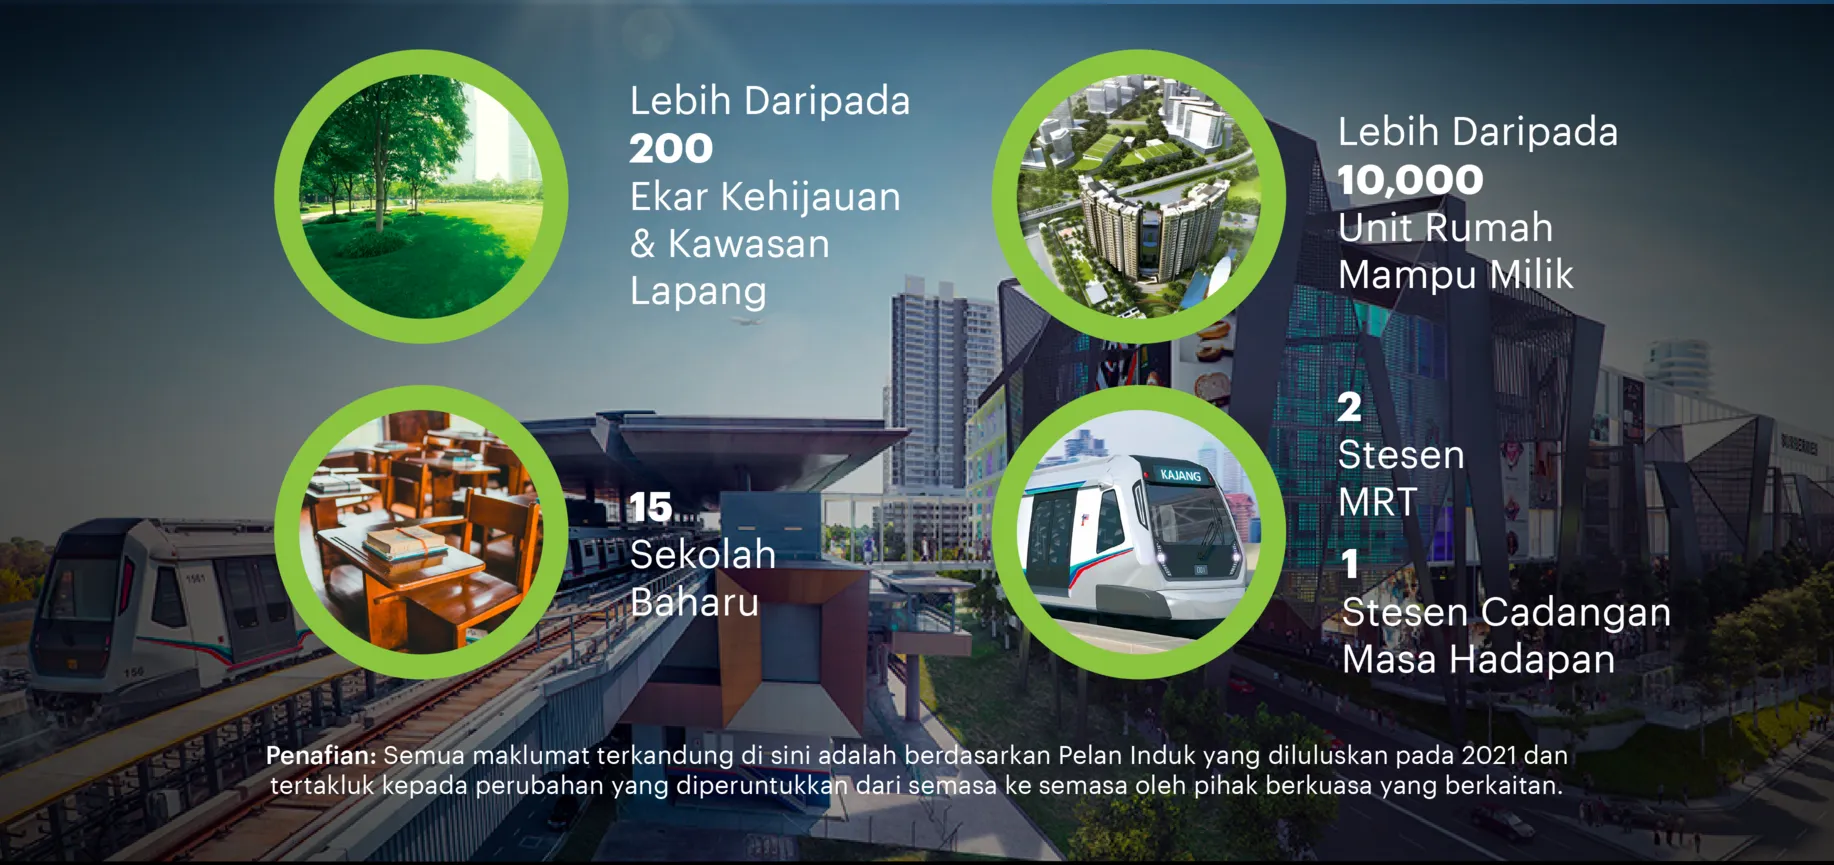 Lebih Daripada
200
Ekar Kehijauan
& Kawasan
Lapang
Lebih Daripada
10,000
Unit Rumah
Mampu Milik
15
Sekolah
Baharu
KAJANG
2
Stesen
MRT
1
Stesen Cadangan
Masa Hadapan
1561
156
Penafian: Semua maklumat terkandung di sini adalah berdasarkan Pelan Induk yang diluluskan pada 2021 dan
tertakluk kepada perubahan yang diperuntukkan dari semasa ke semasa oleh pihak berkuasa yang berkaitan.